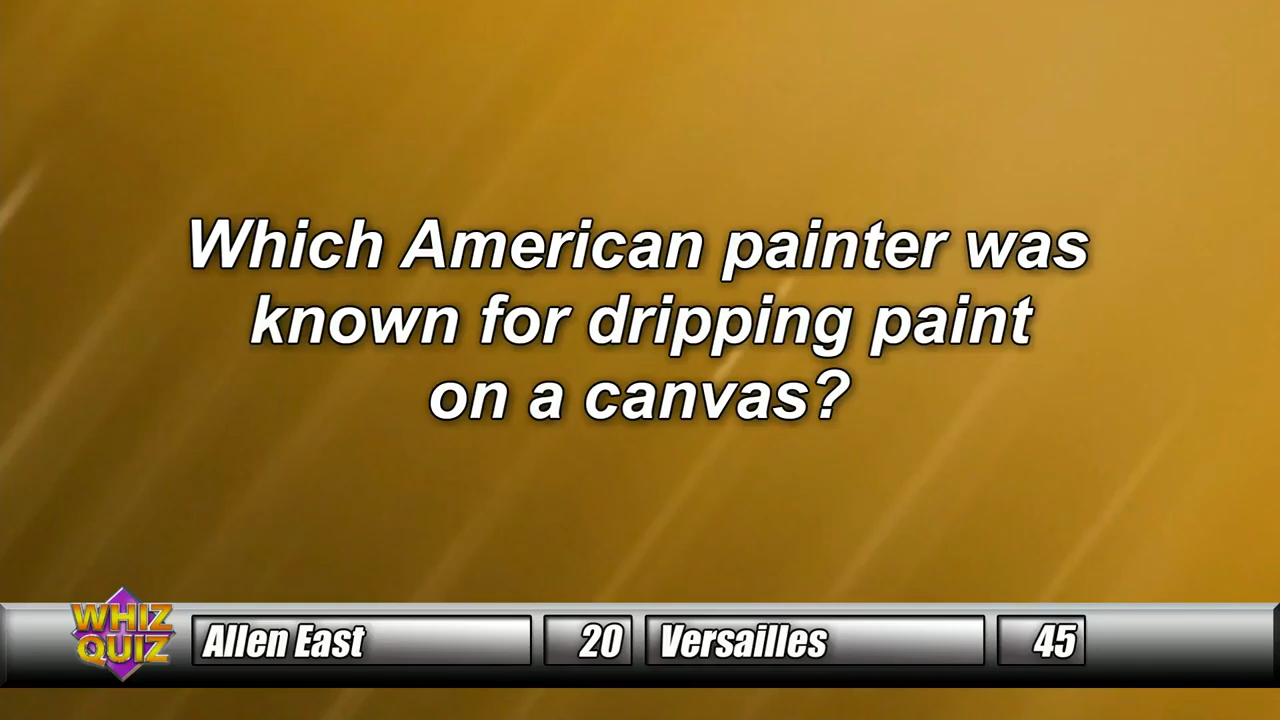 Which American painter was
known for dripping paint
on a canvas?
WHIZ
QUIZ
Allen East 20 Versailles 45